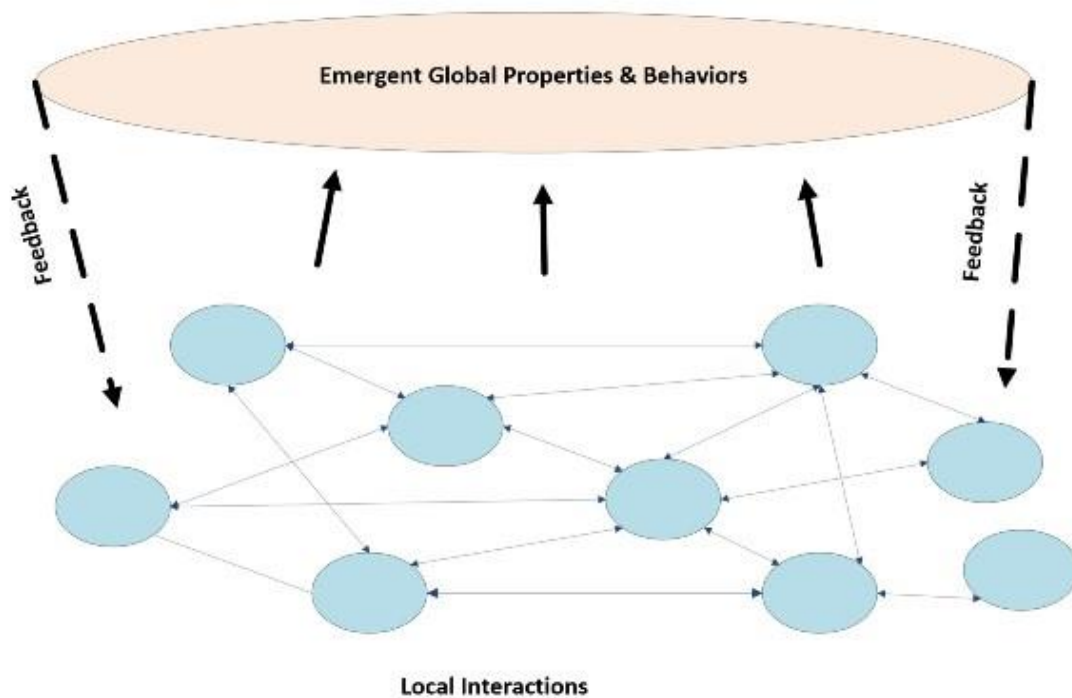 Emergent Global Properties & Behaviors
Feedback
Feedback
Local Interactions